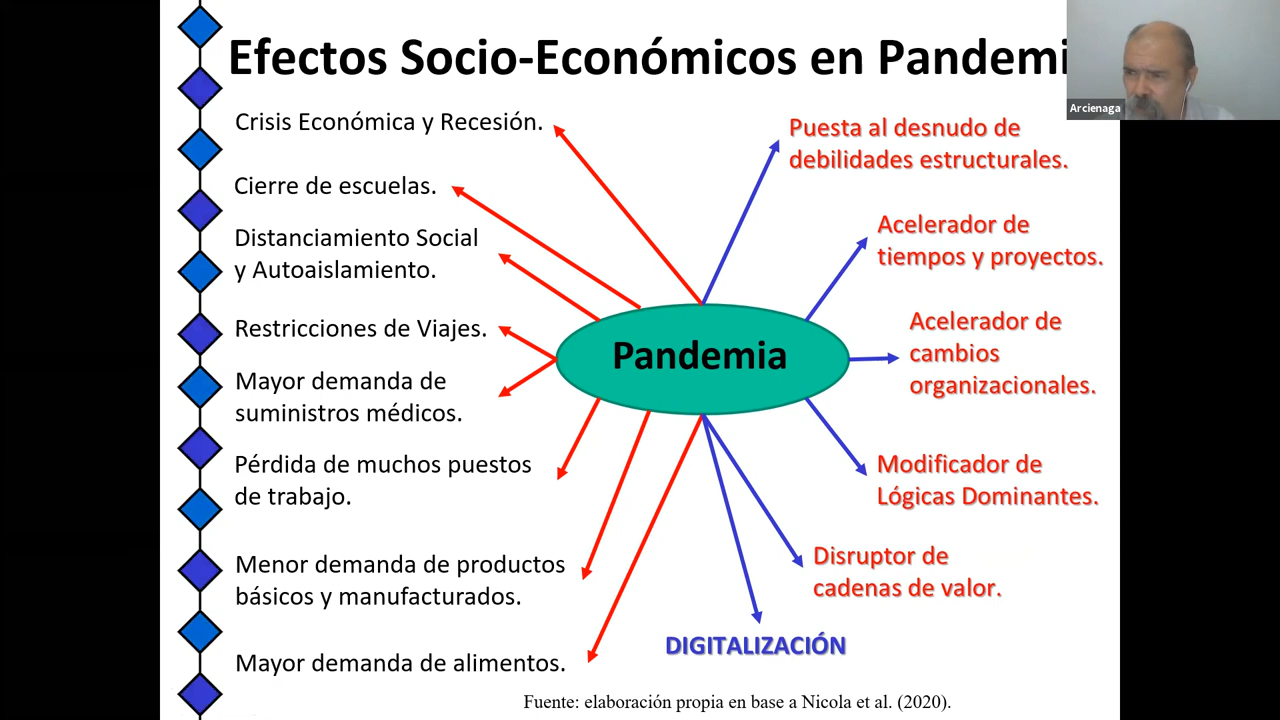 Efectos Socio-Económicos en Pandemi
Arcienaga
Crisis Económica y Recesión.
Cierre de escuelas.
Distanciamiento Social
y Autoaislamiento.
Restricciones de Viajes.
Mayor demanda de
suministros médicos.
Pérdida de muchos puestos
de trabajo.
Menor demanda de productos
básicos y manufacturados.
Mayor demanda de alimentos.
Pandemia
Puesta al desnudo de
debilidades estructurales.
Acelerador de
tiempos y proyectos.
Acelerador de
cambios
organizacionales.
Modificador de
Lógicas Dominantes.
Disruptor de
cadenas de valor.
DIGITALIZACIÓN
Fuente: elaboración propia en base a Nicola et al. (2020).